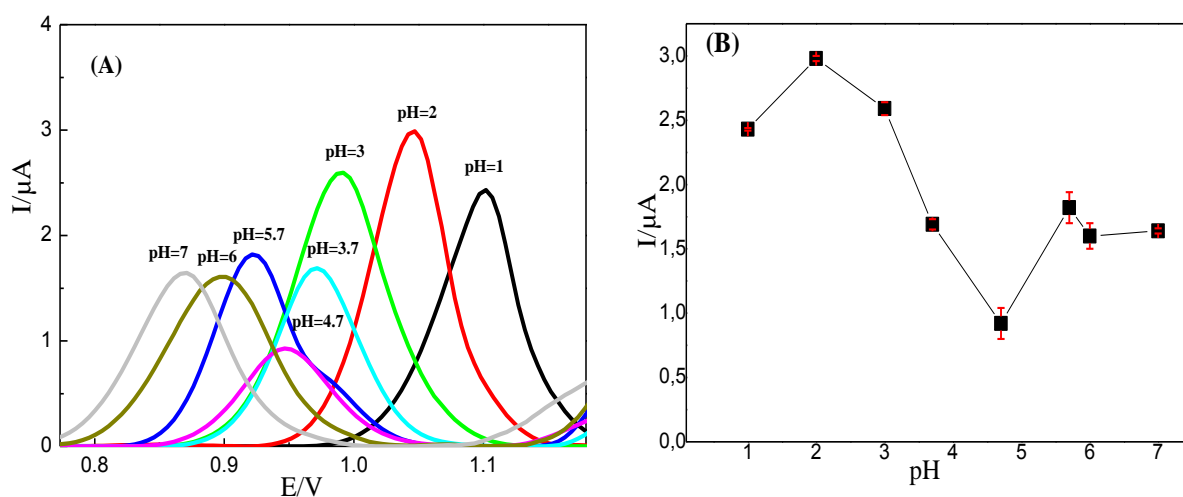 (A)
I/μA
4
3
2
1
0
pH=2
pH=3
pH=1
pH=7
pH=6
pH=5.7
pH=3.7
pH=4.7
0.8 0.9 1.0 1.1
E/V
(B)
I/μA
3,0
2,5
2,0
1,5
1,0
0,5
0,0
1 2 3 4 5 6 7
pH